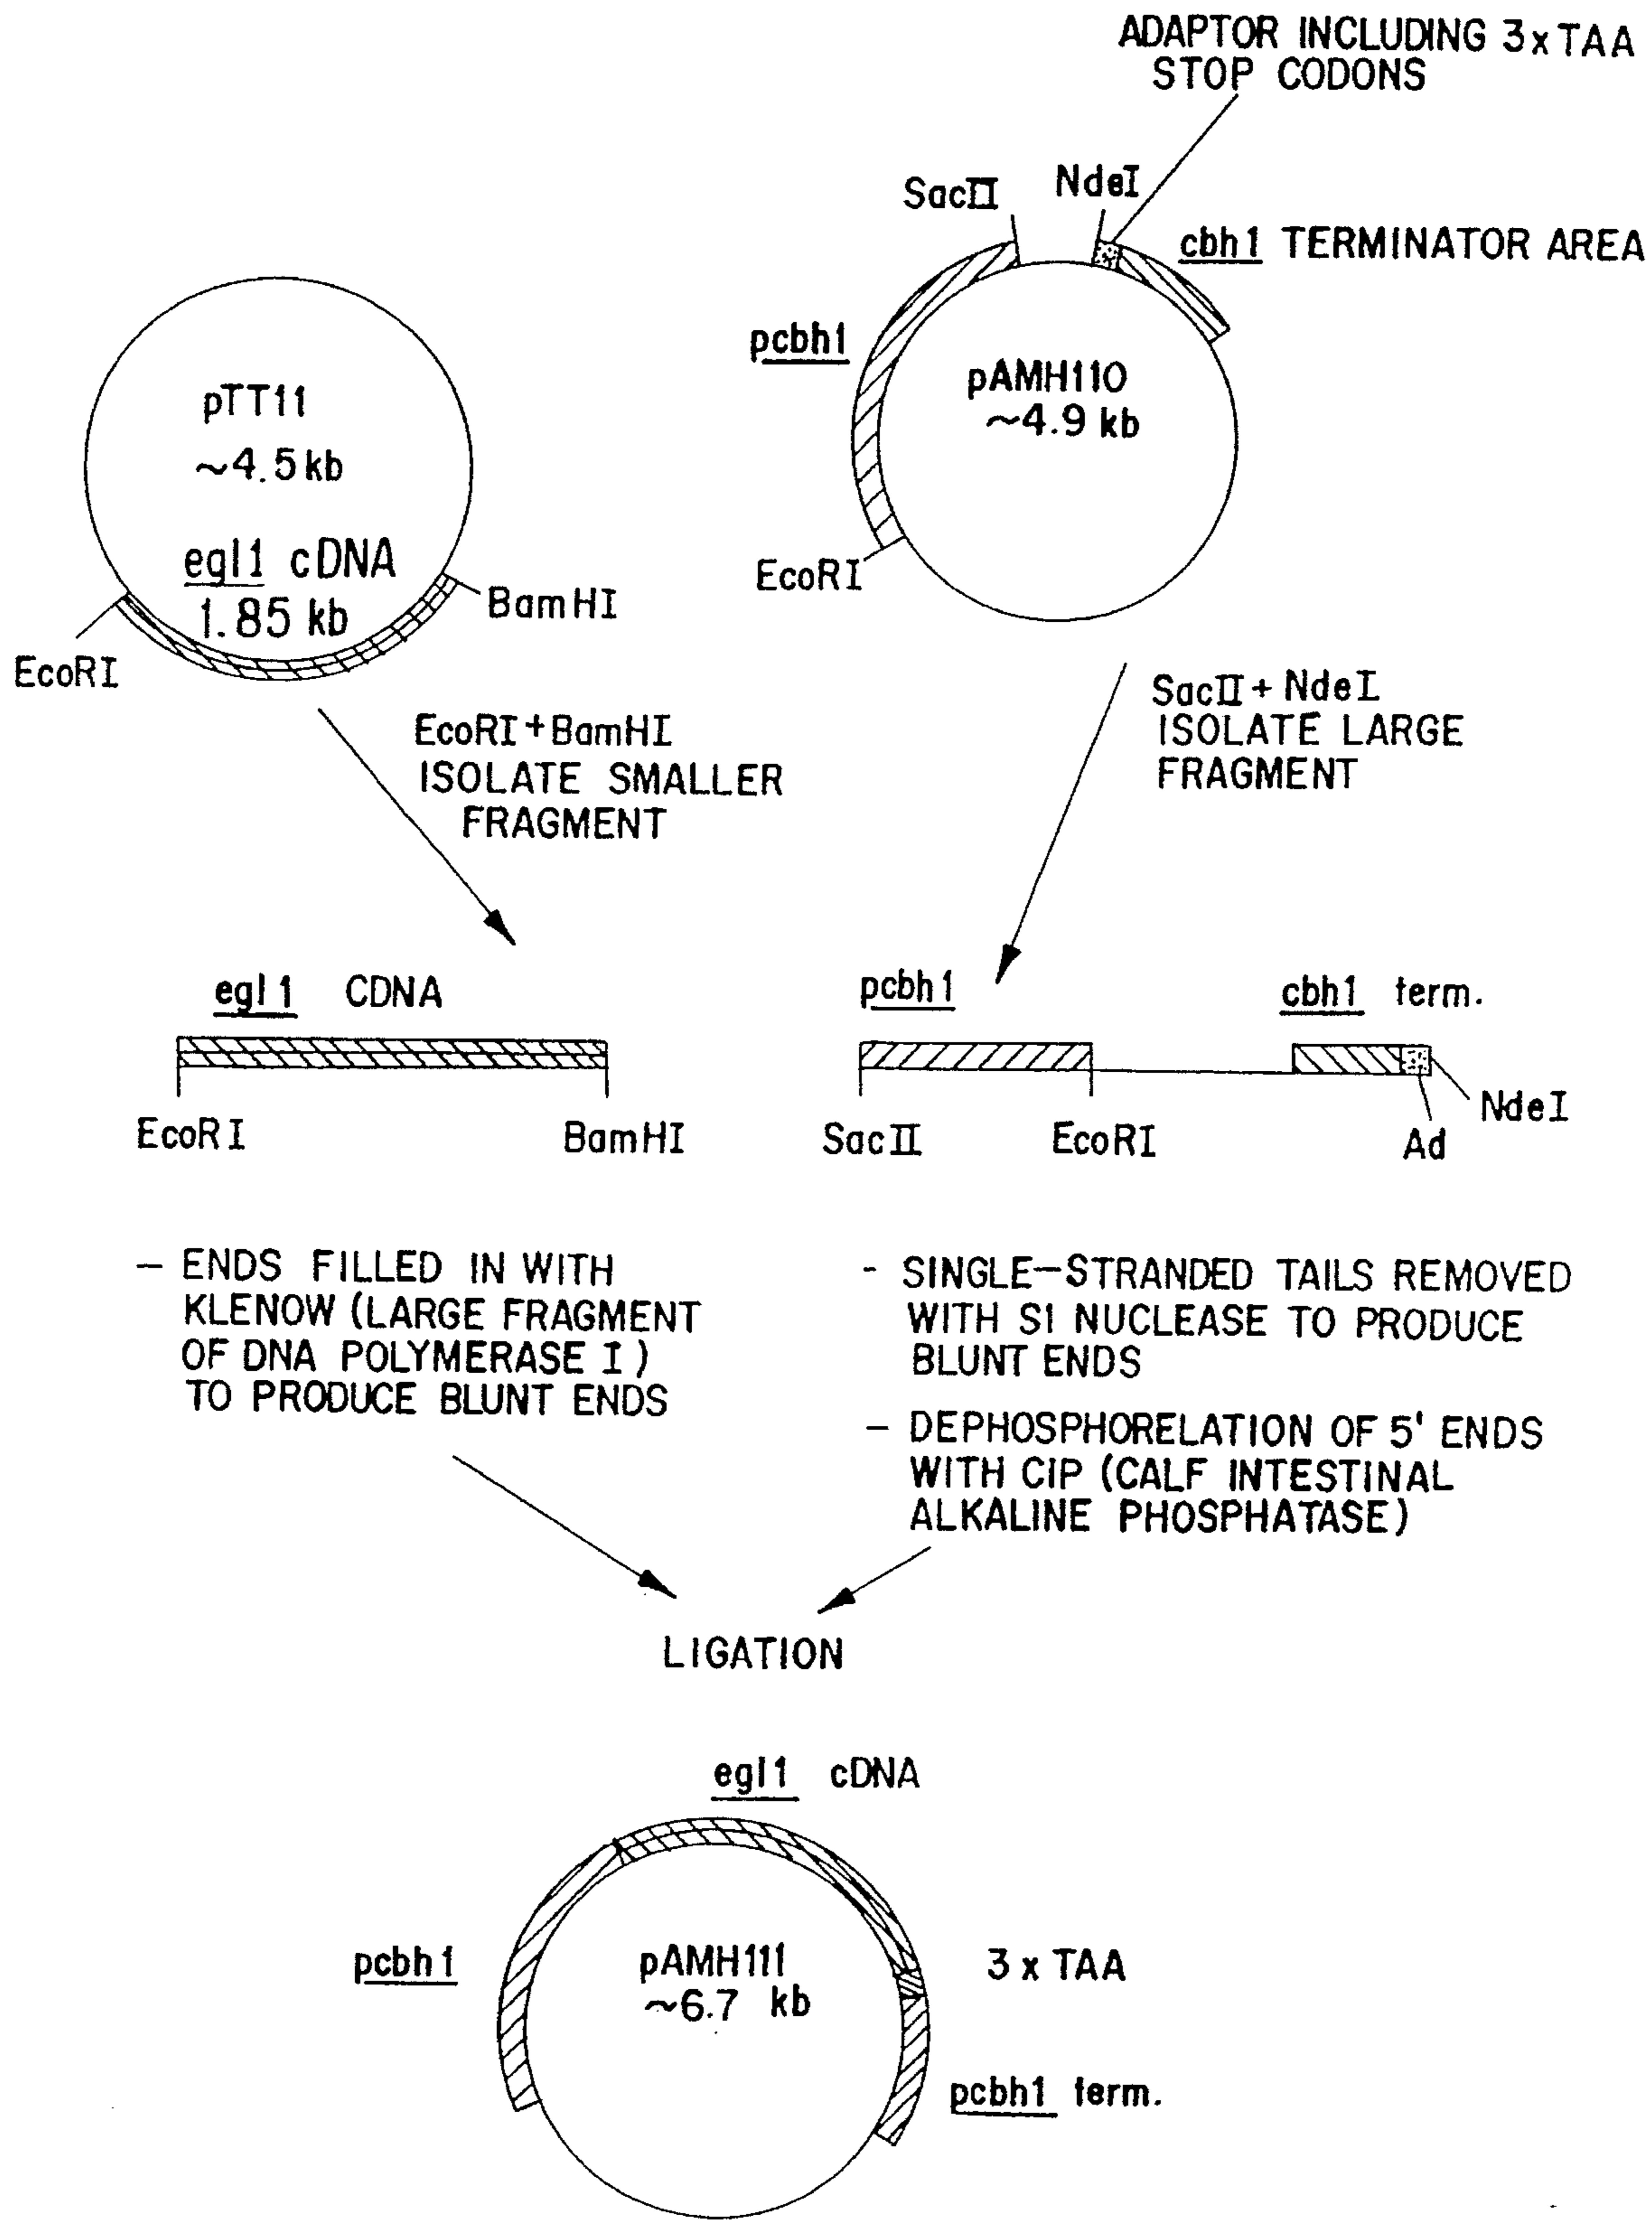 ADAPTOR INCLUDING 3xTAA
STOP CODONS
SacII
NdeI
cbh1 TERMINATOR AREA
pcbh1
pAMH110
~4.9 kb
EcoRI
pTT11
~4.5 kb
egl1 cDNA
1.85 kb
BamHI
EcoRI
EcoRI+BamHI
ISOLATE SMALLER
FRAGMENT
SacII + NdeI
ISOLATE LARGE
FRAGMENT
egl1 CDNA
EcoRI
BamHI
pcbh1
cbh1 term.
SacII
EcoRI
Ad
NdeI
– ENDS FILLED IN WITH
KLENOW (LARGE FRAGMENT
OF DNA POLYMERASE I)
TO PRODUCE BLUNT ENDS
- SINGLE–STRANDED TAILS REMOVED
WITH S1 NUCLEASE TO PRODUCE
BLUNT ENDS
– DEPHOSPHORELATION OF 5' ENDS
WITH CIP (CALF INTESTINAL
ALKALINE PHOSPHATASE)
LIGATION
egl1 cDNA
pcbh1
pAMH111
~6.7 kb
3 x TAA
pcbh1 term.